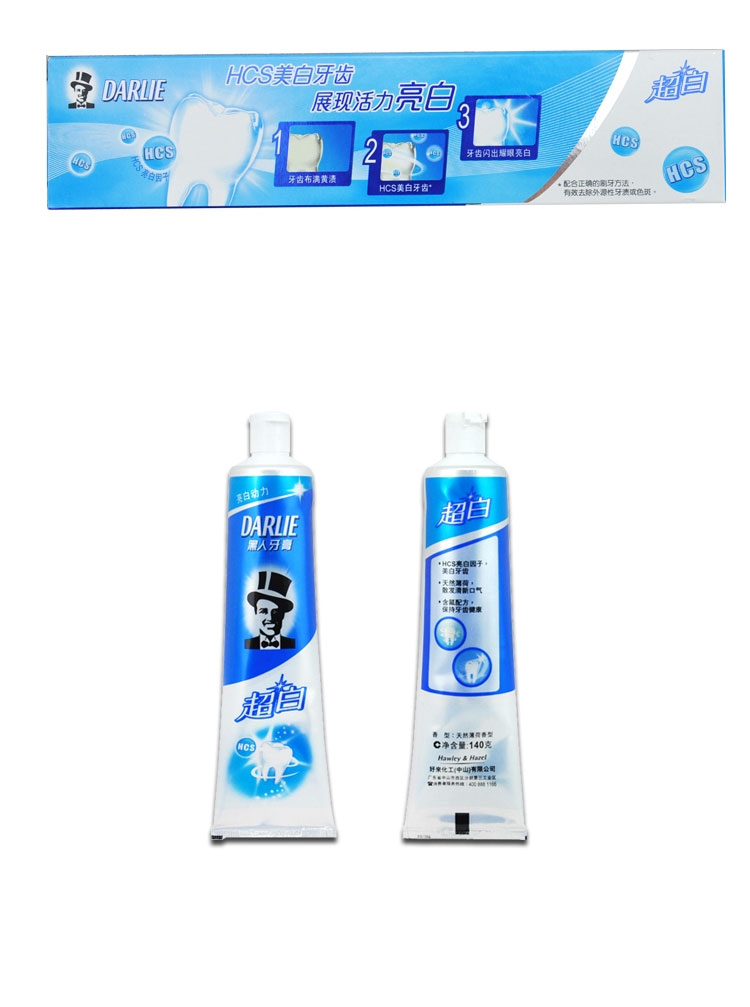 DARLIE
HCS美白牙齿
展现活力亮白
超白
HCS
HCS
HCS
HCS亮白因子
1
牙齿布满黄渍
2
HCS美白牙齿*
3
牙齿闪出耀眼亮白
HCS
HCS
*配合正确的刷牙方法，
有效去除外源性牙渍或色斑。
亮白动力
DARLIE
黑人牙膏
超白
HCS
超白
•HCS亮白因子，
美白牙齿
•天然薄荷，
散发清新口气
•含氟配方，
保持牙齿健康
香 型：天然薄荷香型
C净含量:140克
Hawley & Hazel
好来化工(中山)有限公司